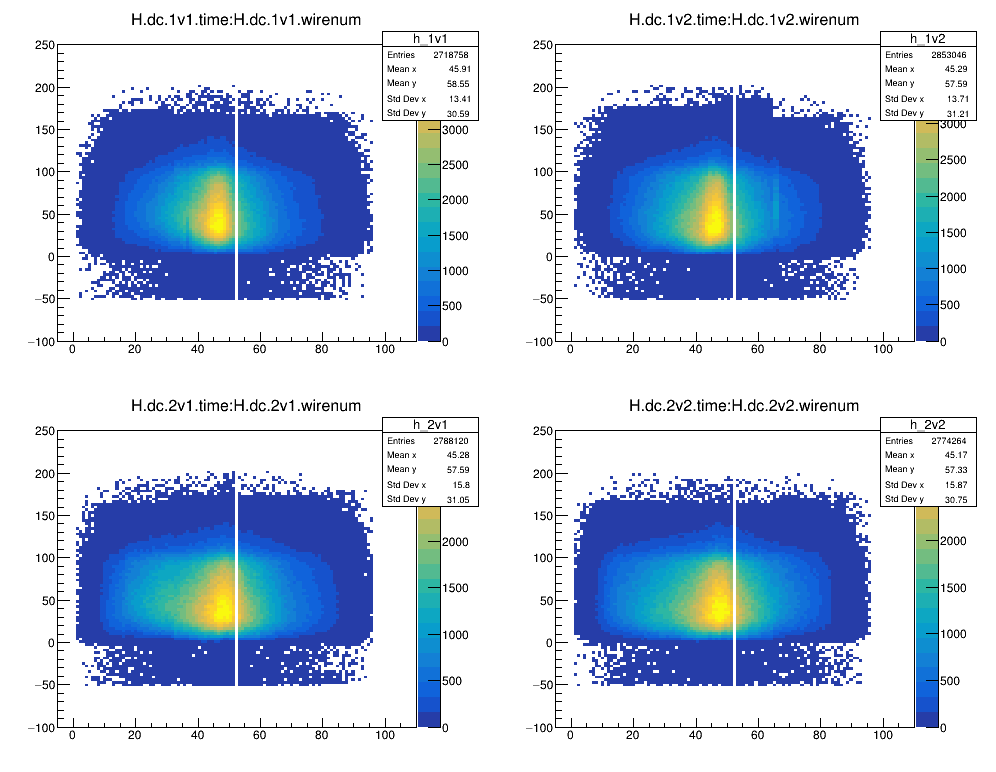 H.dc.1v1.time:H.dc.1v1.wirenum
h_1v1
Entries 2718758
Mean x 45.91
Mean y 58.55
Std Dev x 13.41
Std Dev y 30.59
250
200
150
100
50
0
−50
−100
0 20 40 60 80 100
3000
2500
2000
1500
1000
500
0
H.dc.1v2.time:H.dc.1v2.wirenum
h_1v2
Entries 2853046
Mean x 45.29
Mean y 57.59
Std Dev x 13.71
Std Dev y 31.21
250
200
150
100
50
0
−50
−100
0 20 40 60 80 100
3000
2500
2000
1500
1000
500
0
H.dc.2v1.time:H.dc.2v1.wirenum
h_2v1
Entries 2788120
Mean x 45.28
Mean y 57.59
Std Dev x 15.8
Std Dev y 31.05
250
200
150
100
50
0
−50
−100
0 20 40 60 80 100
2000
1500
1000
500
0
H.dc.2v2.time:H.dc.2v2.wirenum
h_2v2
Entries 2774264
Mean x 45.17
Mean y 57.33
Std Dev x 15.87
Std Dev y 30.75
250
200
150
100
50
0
−50
−100
0 20 40 60 80 100
2000
1500
1000
500
0